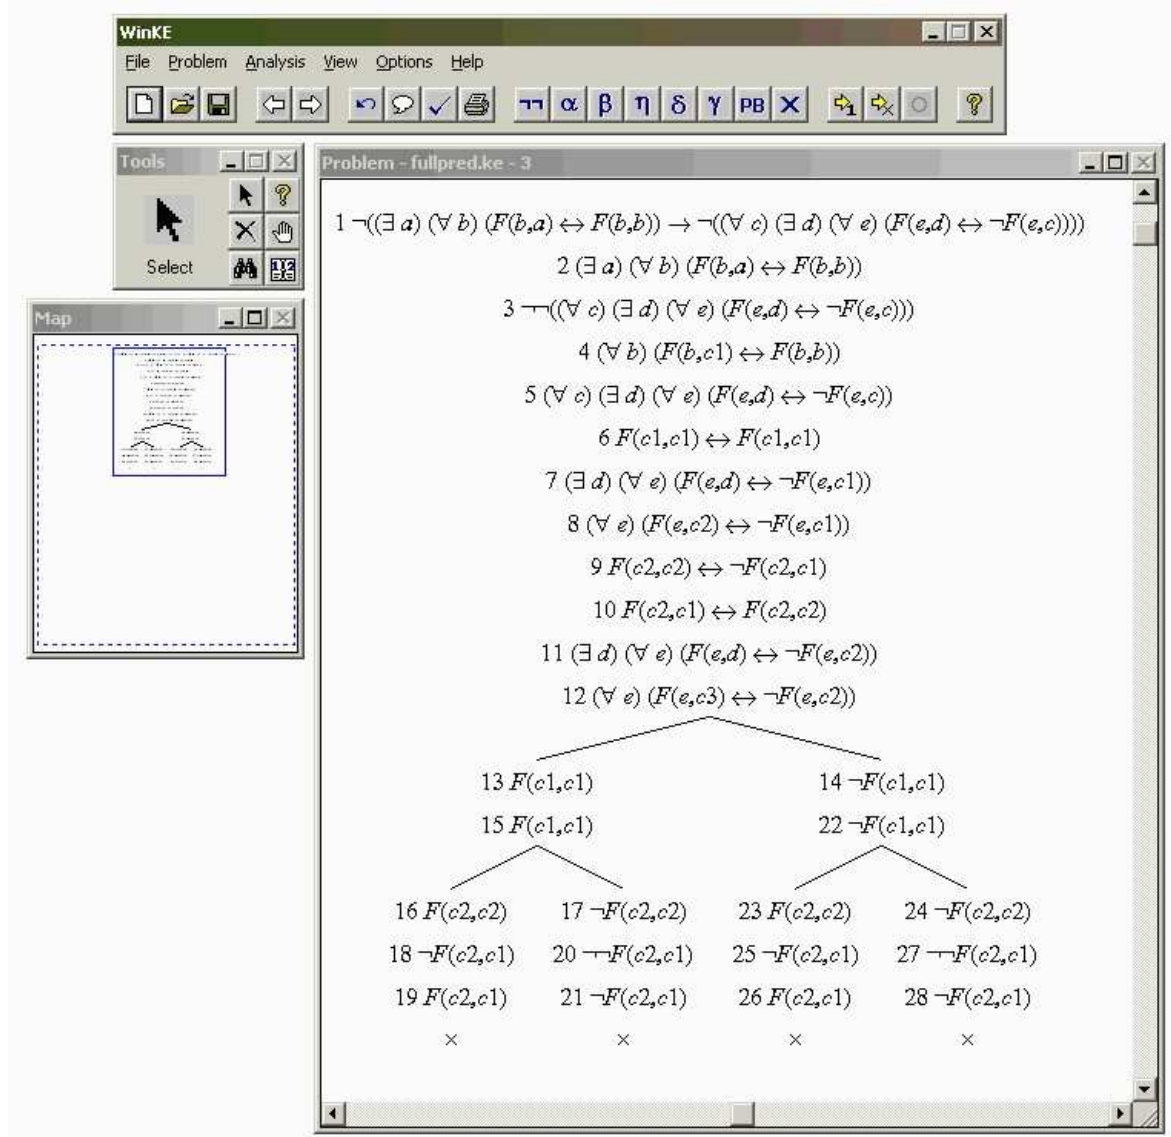 WinKE
File Problem Analysis View Options Help
¬¬ α β η δ γ PB X 1 x ?
Tools
?
Select
1 2
Map
Problem - fullpred.ke - 3
1 ¬((∃ a) (∀ b) (F(b,a) ↔ F(b,b)) → ¬((∀ c) (∃ d) (∀ e) (F(e,d) ↔ ¬F(e,c))))
2 (∃ a) (∀ b) (F(b,a) ↔ F(b,b))
3 ¬¬((∀ c) (∃ d) (∀ e) (F(e,d) ↔ ¬F(e,c)))
4 (∀ b) (F(b,c1) ↔ F(b,b))
5 (∀ c) (∃ d) (∀ e) (F(e,d) ↔ ¬F(e,c))
6 F(c1,c1) ↔ F(c1,c1)
7 (∃ d) (∀ e) (F(e,d) ↔ ¬F(e,c1))
8 (∀ e) (F(e,c2) ↔ ¬F(e,c1))
9 F(c2,c2) ↔ ¬F(c2,c1)
10 F(c2,c1) ↔ F(c2,c2)
11 (∃ d) (∀ e) (F(e,d) ↔ ¬F(e,c2))
12 (∀ e) (F(e,c3) ↔ ¬F(e,c2))
13 F(c1,c1) 14 ¬F(c1,c1)
15 F(c1,c1) 22 ¬F(c1,c1)
16 F(c2,c2) 17 ¬F(c2,c2) 23 F(c2,c2) 24 ¬F(c2,c2)
18 ¬F(c2,c1) 20 ¬¬F(c2,c1) 25 ¬F(c2,c1) 27 ¬¬F(c2,c1)
19 F(c2,c1) 21 ¬F(c2,c1) 26 F(c2,c1) 28 ¬F(c2,c1)
× × × ×